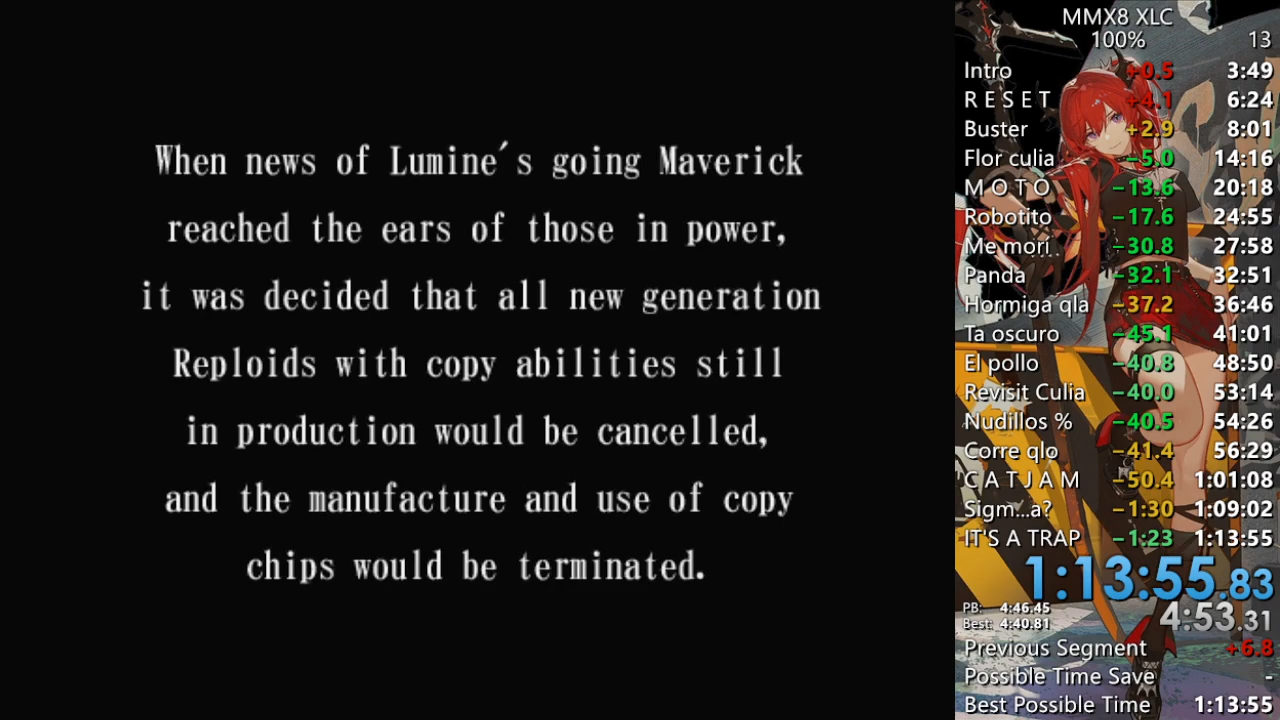 When news of Lumine's going Maverick
reached the ears of those in power,
it was decided that all new generation
Reploids with copy abilities still
in production would be cancelled,
and the manufacture and use of copy
chips would be terminated.
MMX8 XLC
100% 13
Intro +0.5 3:49
R E S E T +4.1 6:24
Buster +2.9 8:01
Flor culia -5.0 14:16
M O T O -13.6 20:18
Robotito -17.6 24:55
Me mori -30.8 27:58
Panda -32.1 32:51
Hormiga qla -37.2 36:46
Ta oscuro -45.1 41:01
El pollo -40.8 48:50
Revisit Culia -40.0 53:14
Nudillos % -40.5 54:26
Corre qlo -41.4 56:29
C A T J A M -50.4 1:01:08
Sigm...a? -1:30 1:09:02
IT'S A TRAP -1:23 1:13:55
1:13:55.83
PB: 4:46.45
Best: 4:40.81
4:53.31
Previous Segment +6.8
Possible Time Save -
Best Possible Time 1:13:55